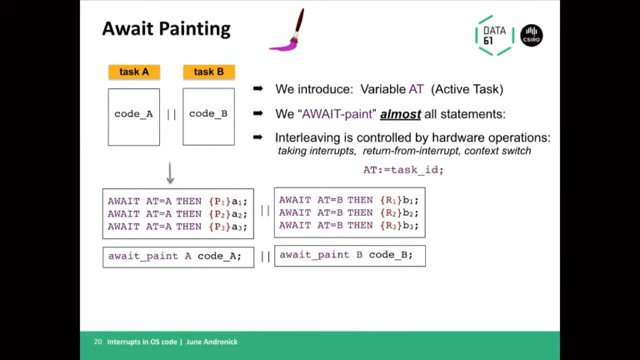 Await Painting
DATA
61
CSIRO
task A
task B
code_A
||
code_B
➡ We introduce: Variable AT (Active Task)
➡ We “AWAIT-paint” almost all statements:
➡ Interleaving is controlled by hardware operations:
taking interrupts, return-from-interrupt, context switch
AT:=task_id;
AWAIT AT=A THEN {P₁}a₁;
AWAIT AT=A THEN {P₂}a₂;
AWAIT AT=A THEN {P₃}a₃;
||
AWAIT AT=B THEN {R₁}b₁;
AWAIT AT=B THEN {R₂}b₂;
AWAIT AT=B THEN {R₃}b₃;
await_paint A code_A;
||
await_paint B code_B;
20 Interrupts in OS code | June Andronick